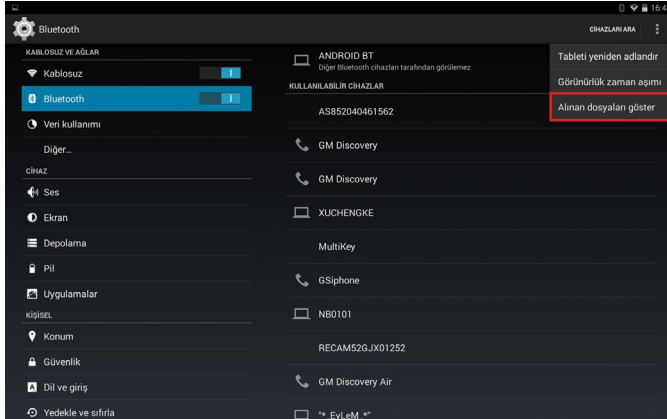 16:4
Bluetooth
CİHAZLARI ARA
KABLOSUZ VE AĞLAR
Kablosuz
Bluetooth
Veri kullanımı
Diğer...
CİHAZ
Ses
Ekran
Depolama
Pil
Uygulamalar
KİŞİSEL
Konum
Güvenlik
Dil ve giriş
Yedekle ve sıfırla
ANDROID BT
Diğer Bluetooth cihazları tarafından görülemez
KULLANILABİLİR CİHAZLAR
AS852040461562
GM Discovery
GM Discovery
XUCHENGKE
MultiKey
GSiphone
NB0101
RECAM52GJX01252
GM Discovery Air
"*_EyLeM_*"
Tableti yeniden adlandır
Görünürlük zaman aşımı
Alınan dosyaları göster